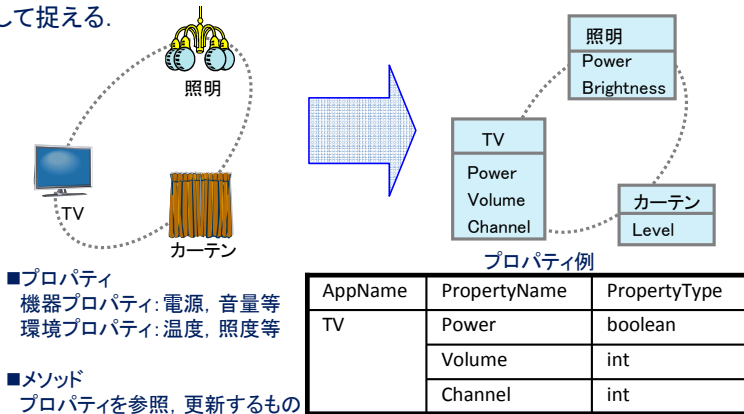 して捉える.
照明
TV
カーテン
照明
Power
Brightness
TV
Power
Volume
Channel
カーテン
Level
■プロパティ
機器プロパティ:電源, 音量等
環境プロパティ:温度, 照度等
■メソッド
プロパティを参照, 更新するもの
プロパティ例
AppName PropertyName PropertyType
TV Power boolean
Volume int
Channel int